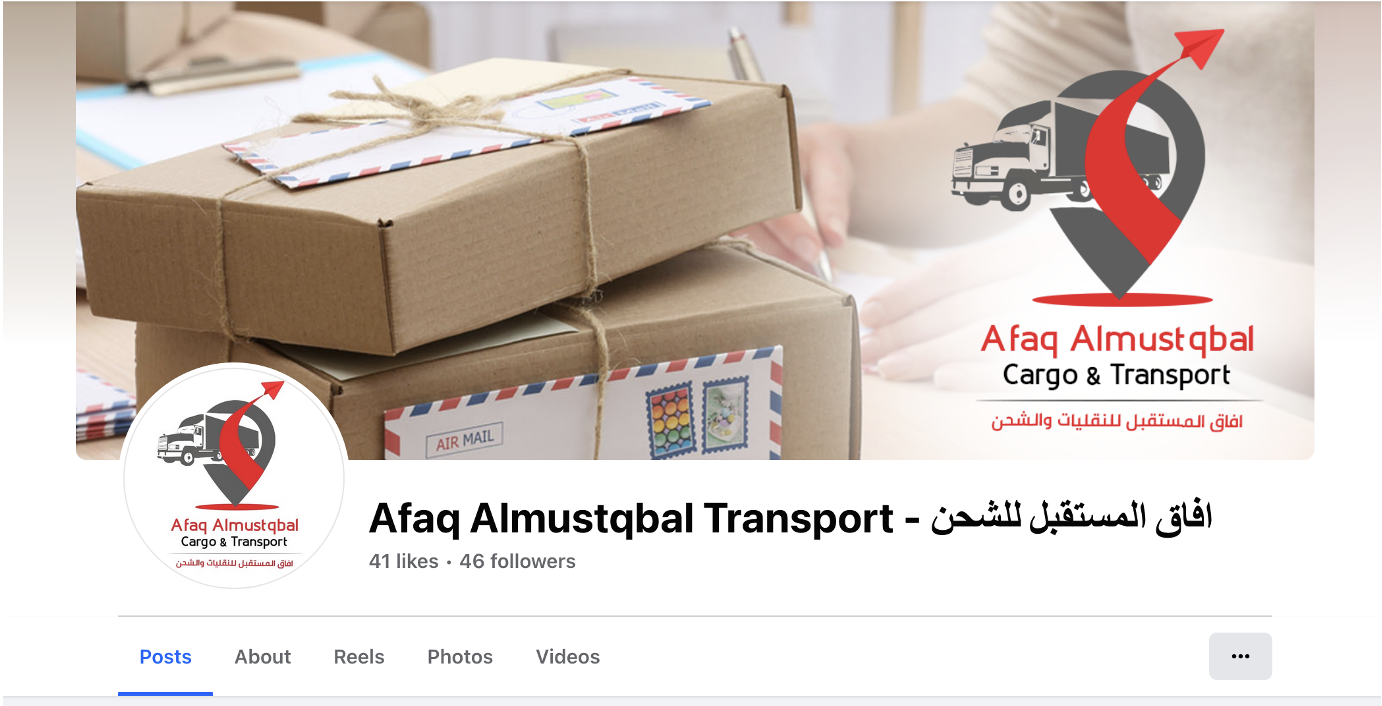 AIR MAIL
Afaq Almustqbal
Cargo & Transport
افاق المستقبل للنقليات والشحن
Afaq Almustqbal
Cargo & Transport
افاق المستقبل للنقليات والشحن
Afaq Almustqbal Transport - افاق المستقبل للشحن
41 likes · 46 followers
Posts About Reels Photos Videos